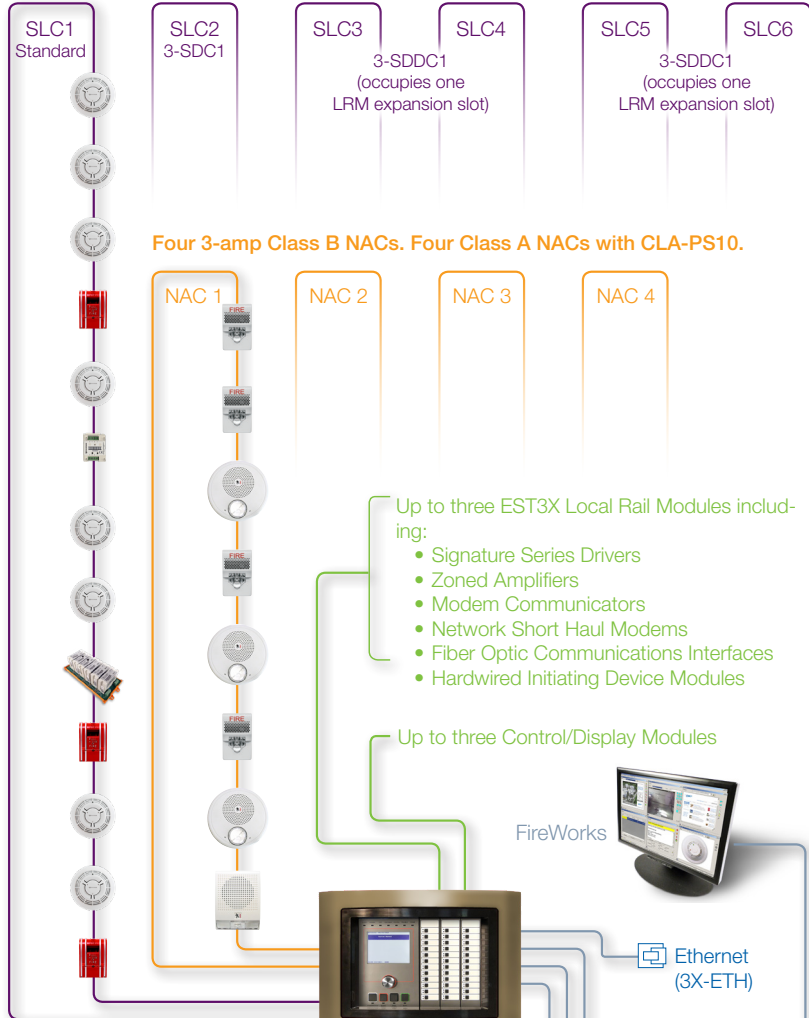 SLC1
Standard
SLC2
3-SDC1
SLC3
SLC4
3-SDDC1
(occupies one
LRM expansion slot)
SLC5
SLC6
3-SDDC1
(occupies one
LRM expansion slot)
Four 3-amp Class B NACs. Four Class A NACs with CLA-PS10.
NAC 1
NAC 2
NAC 3
NAC 4
FIRE
FIRE
FIRE
FIRE
Up to three EST3X Local Rail Modules includ-
ing:
• Signature Series Drivers
• Zoned Amplifiers
• Modem Communicators
• Network Short Haul Modems
• Fiber Optic Communications Interfaces
• Hardwired Initiating Device Modules
Up to three Control/Display Modules
FireWorks
Ethernet
(3X-ETH)